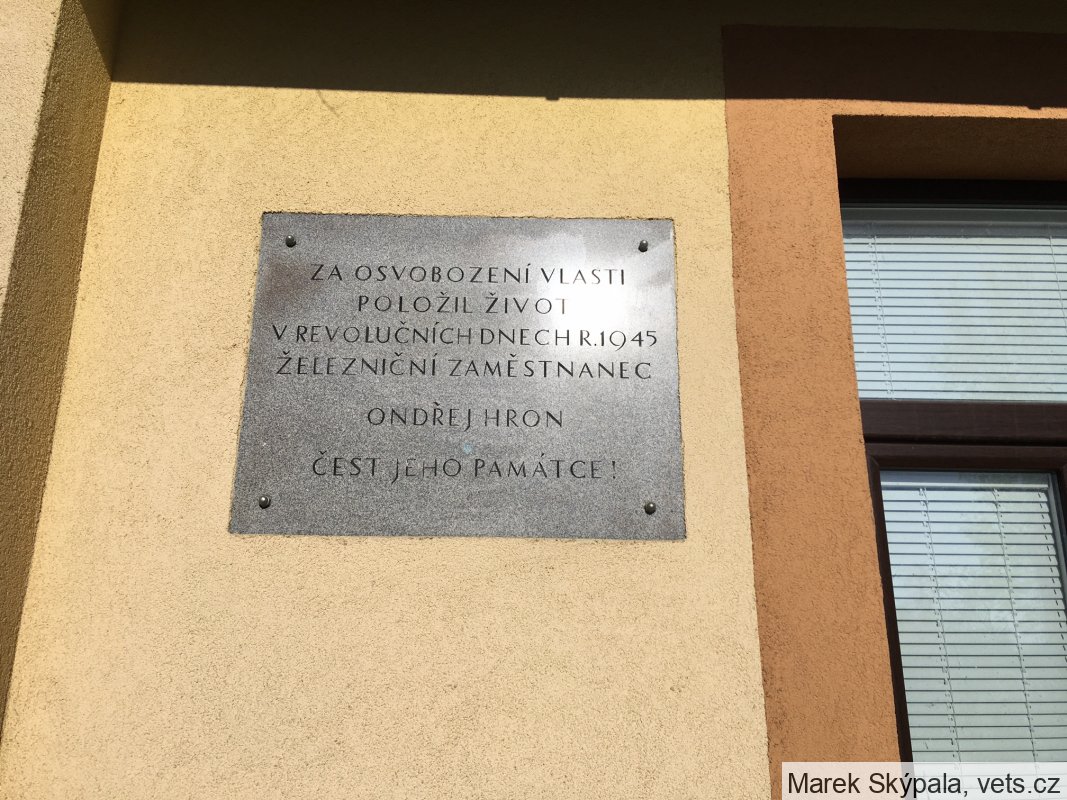 ZA OSVOBOZENÍ VLASTI
POLOŽIL ŽIVOT
V REVOLUČNÍCH DNECH R.1945
ŽELEZNIČNÍ ZAMĚSTNANEC
ONDŘEJ HRON
ČEST JEHO PAMÁTCE!
Marek Skýpala, vets.cz